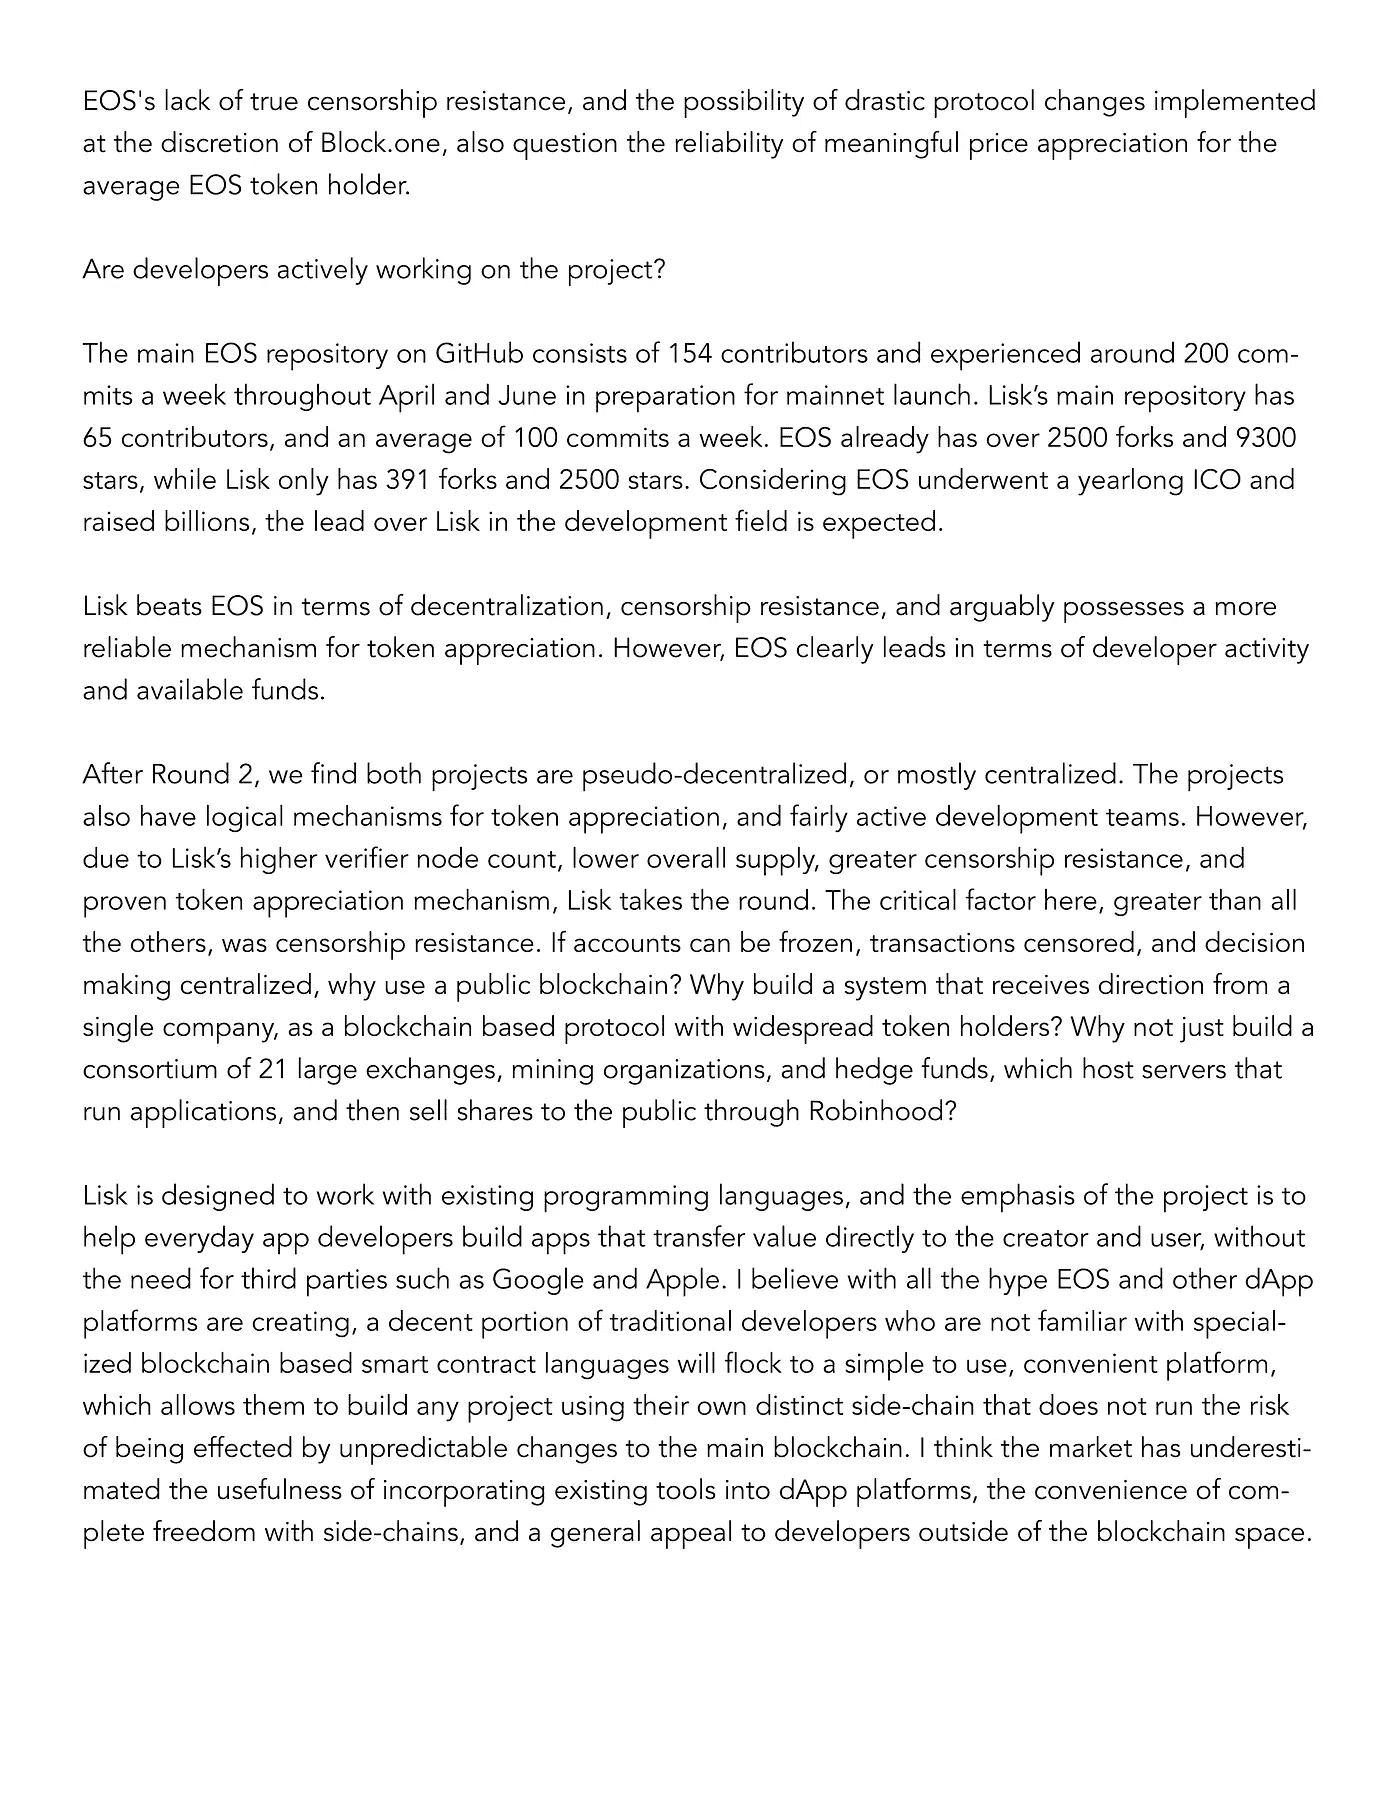 EOS's lack of true censorship resistance, and the possibility of drastic protocol changes implemented
at the discretion of Block.one, also question the reliability of meaningful price appreciation for the
average EOS token holder.
Are developers actively working on the project?
The main EOS repository on GitHub consists of 154 contributors and experienced around 200 com-
mits a week throughout April and June in preparation for mainnet launch. Lisk’s main repository has
65 contributors, and an average of 100 commits a week. EOS already has over 2500 forks and 9300
stars, while Lisk only has 391 forks and 2500 stars. Considering EOS underwent a yearlong ICO and
raised billions, the lead over Lisk in the development field is expected.
Lisk beats EOS in terms of decentralization, censorship resistance, and arguably possesses a more
reliable mechanism for token appreciation. However, EOS clearly leads in terms of developer activity
and available funds.
After Round 2, we find both projects are pseudo-decentralized, or mostly centralized. The projects
also have logical mechanisms for token appreciation, and fairly active development teams. However,
due to Lisk’s higher verifier node count, lower overall supply, greater censorship resistance, and
proven token appreciation mechanism, Lisk takes the round. The critical factor here, greater than all
the others, was censorship resistance. If accounts can be frozen, transactions censored, and decision
making centralized, why use a public blockchain? Why build a system that receives direction from a
single company, as a blockchain based protocol with widespread token holders? Why not just build a
consortium of 21 large exchanges, mining organizations, and hedge funds, which host servers that
run applications, and then sell shares to the public through Robinhood?
Lisk is designed to work with existing programming languages, and the emphasis of the project is to
help everyday app developers build apps that transfer value directly to the creator and user, without
the need for third parties such as Google and Apple. I believe with all the hype EOS and other dApp
platforms are creating, a decent portion of traditional developers who are not familiar with special-
ized blockchain based smart contract languages will flock to a simple to use, convenient platform,
which allows them to build any project using their own distinct side-chain that does not run the risk
of being effected by unpredictable changes to the main blockchain. I think the market has underesti-
mated the usefulness of incorporating existing tools into dApp platforms, the convenience of com-
plete freedom with side-chains, and a general appeal to developers outside of the blockchain space.